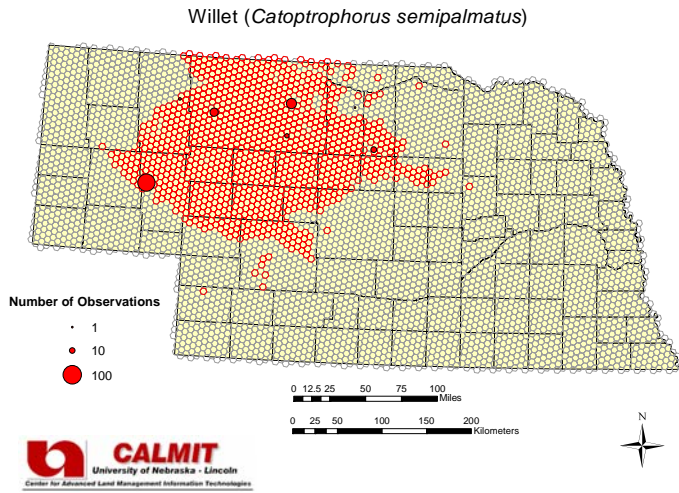 Willet (Catoptrophorus semipalmatus)
Number of Observations
1
10
100
0 12.5 25 50 75 100
Miles
0 25 50 100 150 200
Kilometers
N
CALMIT
University of Nebraska - Lincoln
Center for Advanced Land Management Information Technologies